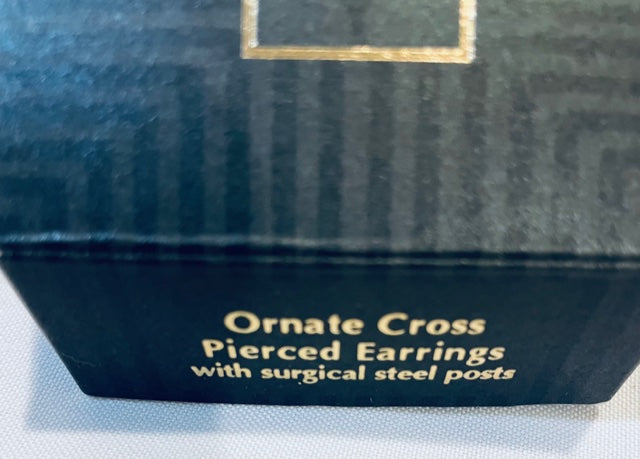 Ornate Cross
Pierced Earrings
with surgical steel posts